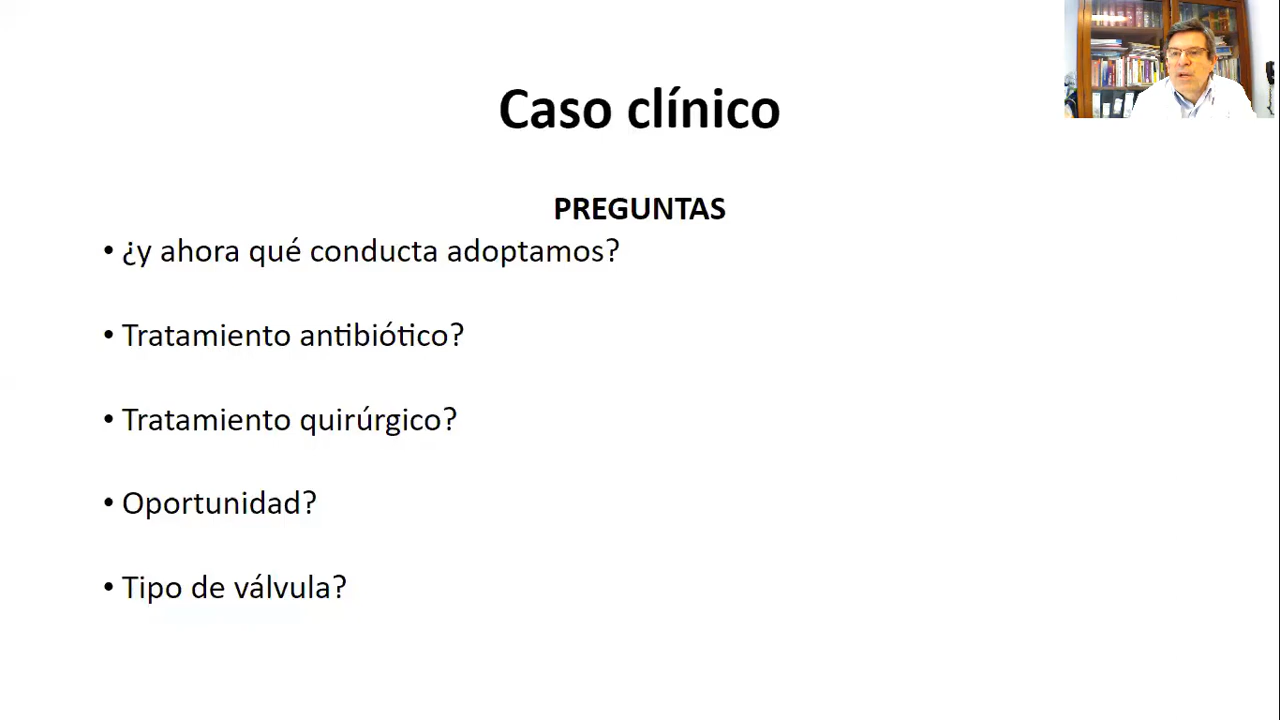 Caso clínico
PREGUNTAS
• ¿y ahora qué conducta adoptamos?
• Tratamiento antibiótico?
• Tratamiento quirúrgico?
• Oportunidad?
• Tipo de válvula?